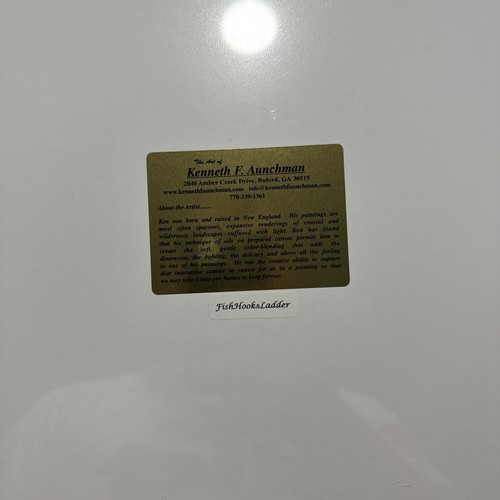 The Art of
Kenneth F. Aunchman
2040 Amber Creek Drive, Buford, GA 30519
www.kennethfaunchman.com info@kennethfaunchman.com
770-339-1361
About the Artist......
Ken was born and raised in New England. His paintings are
most often spacious, expansive renderings of coastal and
wilderness landscapes suffused with light. Ken has found
that his technique of oils on prepared canvas permits him to
create the soft, gentle color-blending that adds the
dimension, the lighting, the delicacy and above all the feeling
to one of his paintings. He has the creative ability to capture
that impressive sunrise or sunset for us in a painting so that
we may take it into our homes to keep forever.
FishHook&Ladder